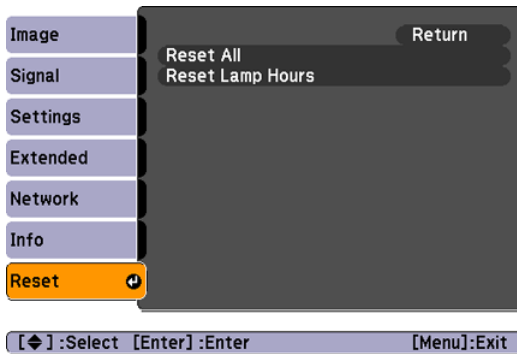 Image
Signal
Settings
Extended
Network
Info
Reset
Return
Reset All
Reset Lamp Hours
[◆] :Select [Enter] :Enter [Menu]:Exit